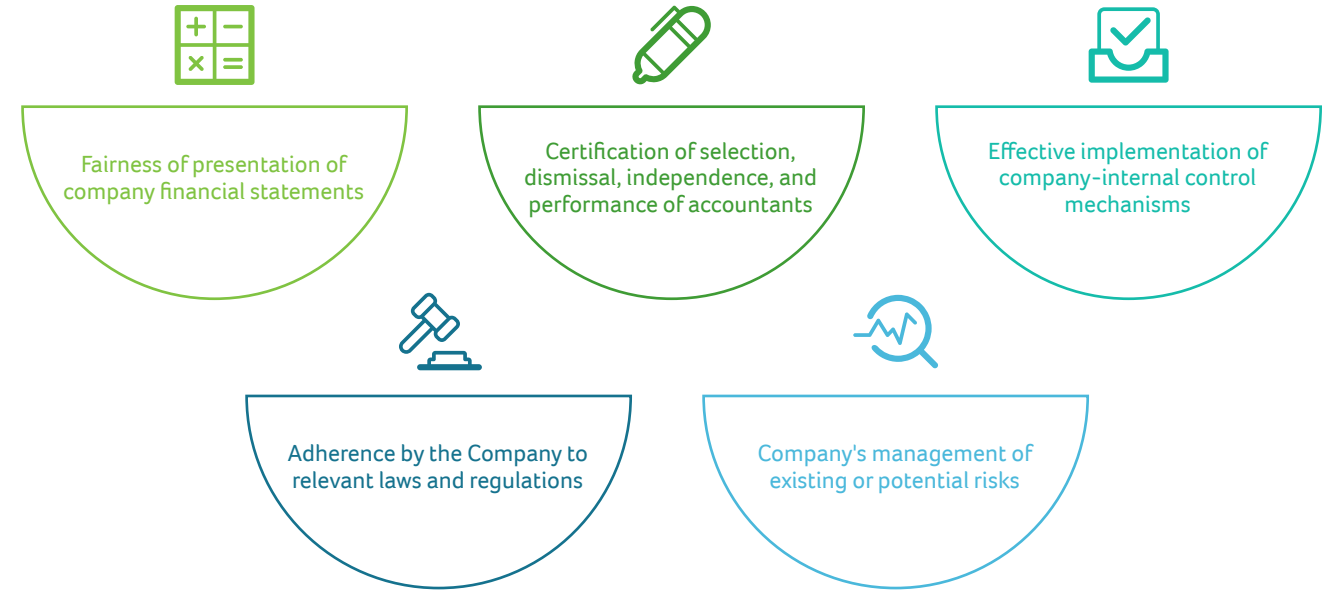 Fairness of presentation of
company financial statements
Certification of selection,
dismissal, independence, and
performance of accountants
Effective implementation of
company-internal control
mechanisms
Adherence by the Company to
relevant laws and regulations
Company's management of
existing or potential risks